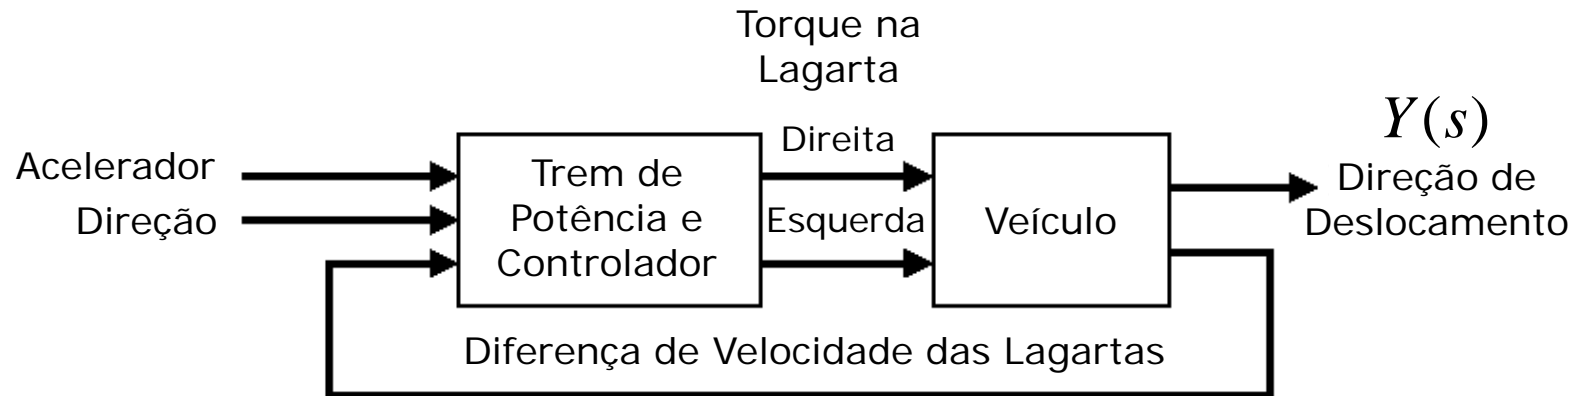 Torque na
Lagarta
Y(s)
Direita
Acelerador
Trem de
Direção de
Direção
Potência e
Esquerda
Veículo
Deslocamento
Controlador
Diferença de Velocidade das Lagartas